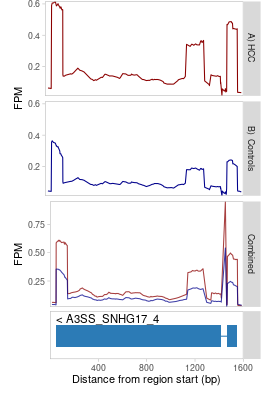 0.6
0.4
0.2
FPM
A) HCC
0.6
0.4
0.2
FPM
B) Controls
0.75
0.50
0.25
FPM
Combined
< A3SS_SNHG17_4
400 800 1200 1600
Distance from region start (bp)